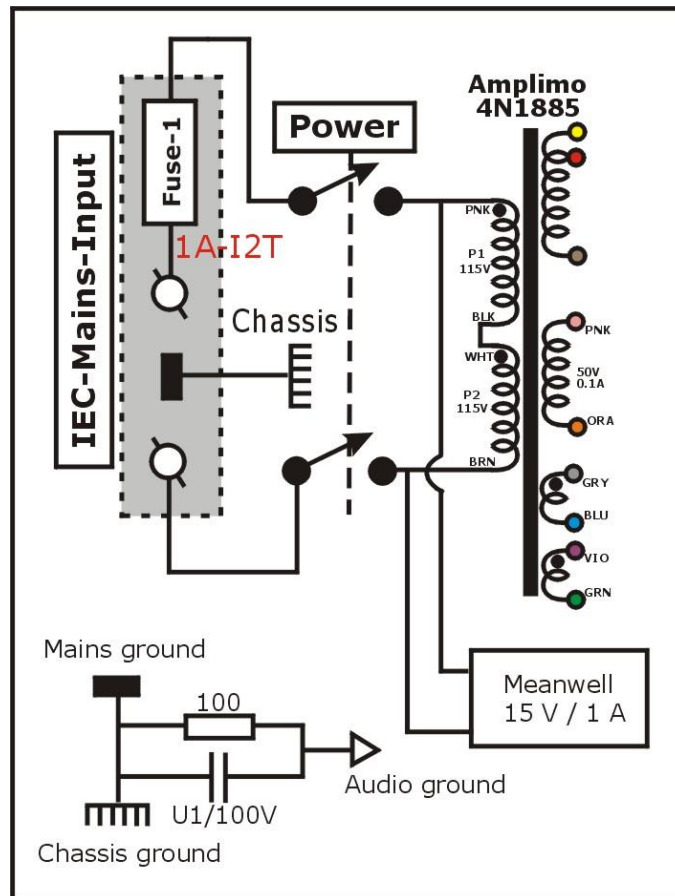 IEC-Mains-Input
Fuse-1
1A-I2T
Power
Chassis
Amplimo
4N1885
PNK
P1
115V
BLK
WHT
P2
115V
BRN
PNK
50V
0.1A
ORA
GRY
BLU
VIO
GRN
Meanwell
15 V / 1 A
Mains ground
100
U1/100V
Audio ground
Chassis ground